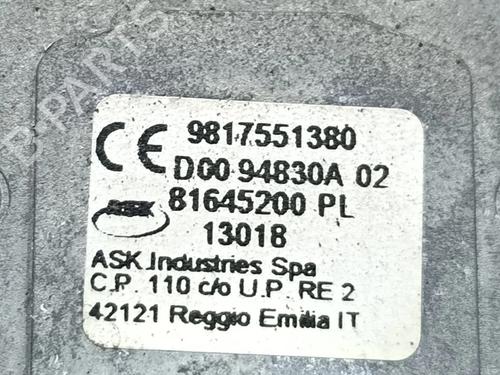 B-PARTS
CE
9817551380
D00 94830A 02
81645200 PL
ASK
13018
ASK Industries Spa
C.P. 110 c/o U.P. RE 2
42121 Reggio Emilia IT